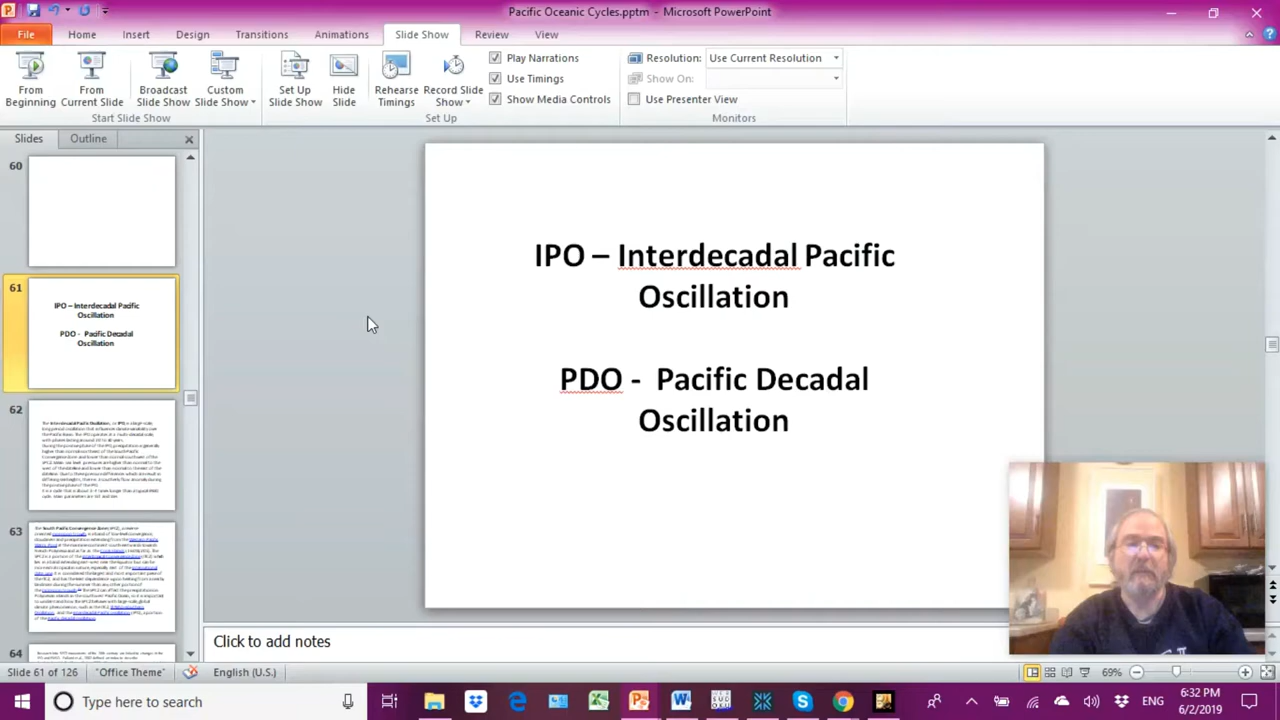 Pacific Oceanic Cycles.pptm - Microsoft PowerPoint
File Home Insert Design Transitions Animations Slide Show Review View
From Beginning
From Current Slide
Broadcast Slide Show
Custom Slide Show
Start Slide Show
Set Up Slide Show
Hide Slide
Rehearse Timings
Record Slide Show
Play Narrations
Use Timings
Show Media Controls
Set Up
Resolution: Use Current Resolution
Show On:
Use Presenter View
Monitors
Slides Outline
60
61
IPO – Interdecadal Pacific
Oscillation
PDO - Pacific Decadal
Oscillation
62
63
64
IPO – Interdecadal Pacific
Oscillation
PDO - Pacific Decadal
Oscillation
Click to add notes
Slide 61 of 126 "Office Theme" English (U.S.) 69%
Type here to search
ENG
6:32 PM
6/2/2019